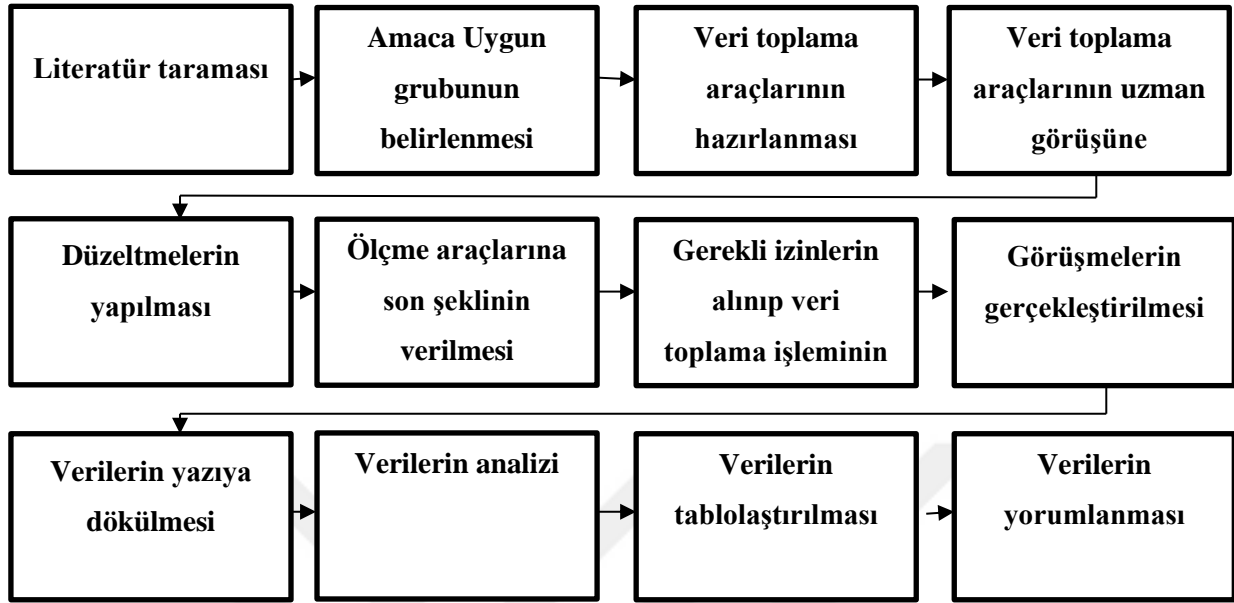 Literatür taraması
Amaca Uygun
grubunun
belirlenmesi
Veri toplama
araçlarının
hazırlanması
Veri toplama
araçlarının uzman
görüşüne
Düzeltmelerin
yapılması
Ölçme araçlarına
son şeklinin
verilmesi
Gerekli izinlerin
alınıp veri
toplama işleminin
Görüşmelerin
gerçekleştirilmesi
Verilerin yazıya
dökülmesi
Verilerin analizi
Verilerin
tablolaştırılması
Verilerin
yorumlanması